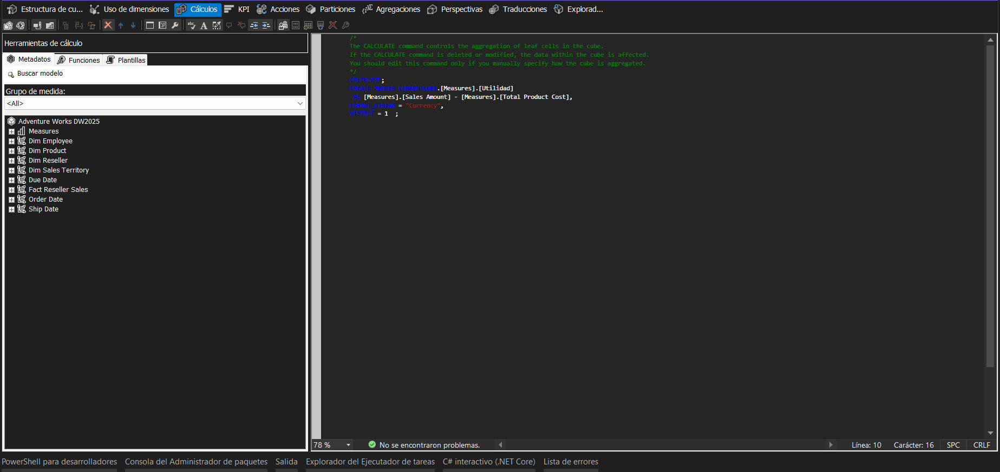 Estructura de cu... Uso de dimensiones Cálculos KPI Acciones Particiones Agregaciones Perspectivas Traducciones Explorad...
Herramientas de cálculo
Metadatos Funciones Plantillas
Buscar modelo
Grupo de medida:
<All>
Adventure Works DW2025
Measures
Dim Employee
Dim Product
Dim Reseller
Dim Sales Territory
Due Date
Fact Reseller Sales
Order Date
Ship Date
/*
The CALCULATE command controls the aggregation of leaf cells in the cube.
If the CALCULATE command is deleted or modified, the data within the cube is affected.
You should edit this command only if you manually specify how the cube is aggregated.
*/
CALCULATE;
CREATE MEMBER CURRENTCUBE.[Measures].[Utilidad]
AS [Measures].[Sales Amount] - [Measures].[Total Product Cost],
FORMAT_STRING = "Currency",
VISIBLE = 1 ;
78 % No se encontraron problemas. Línea: 10 Carácter: 16 SPC CRLF
PowerShell para desarrolladores Consola del Administrador de paquetes Salida Explorador del Ejecutador de tareas C# interactivo (.NET Core) Lista de errores